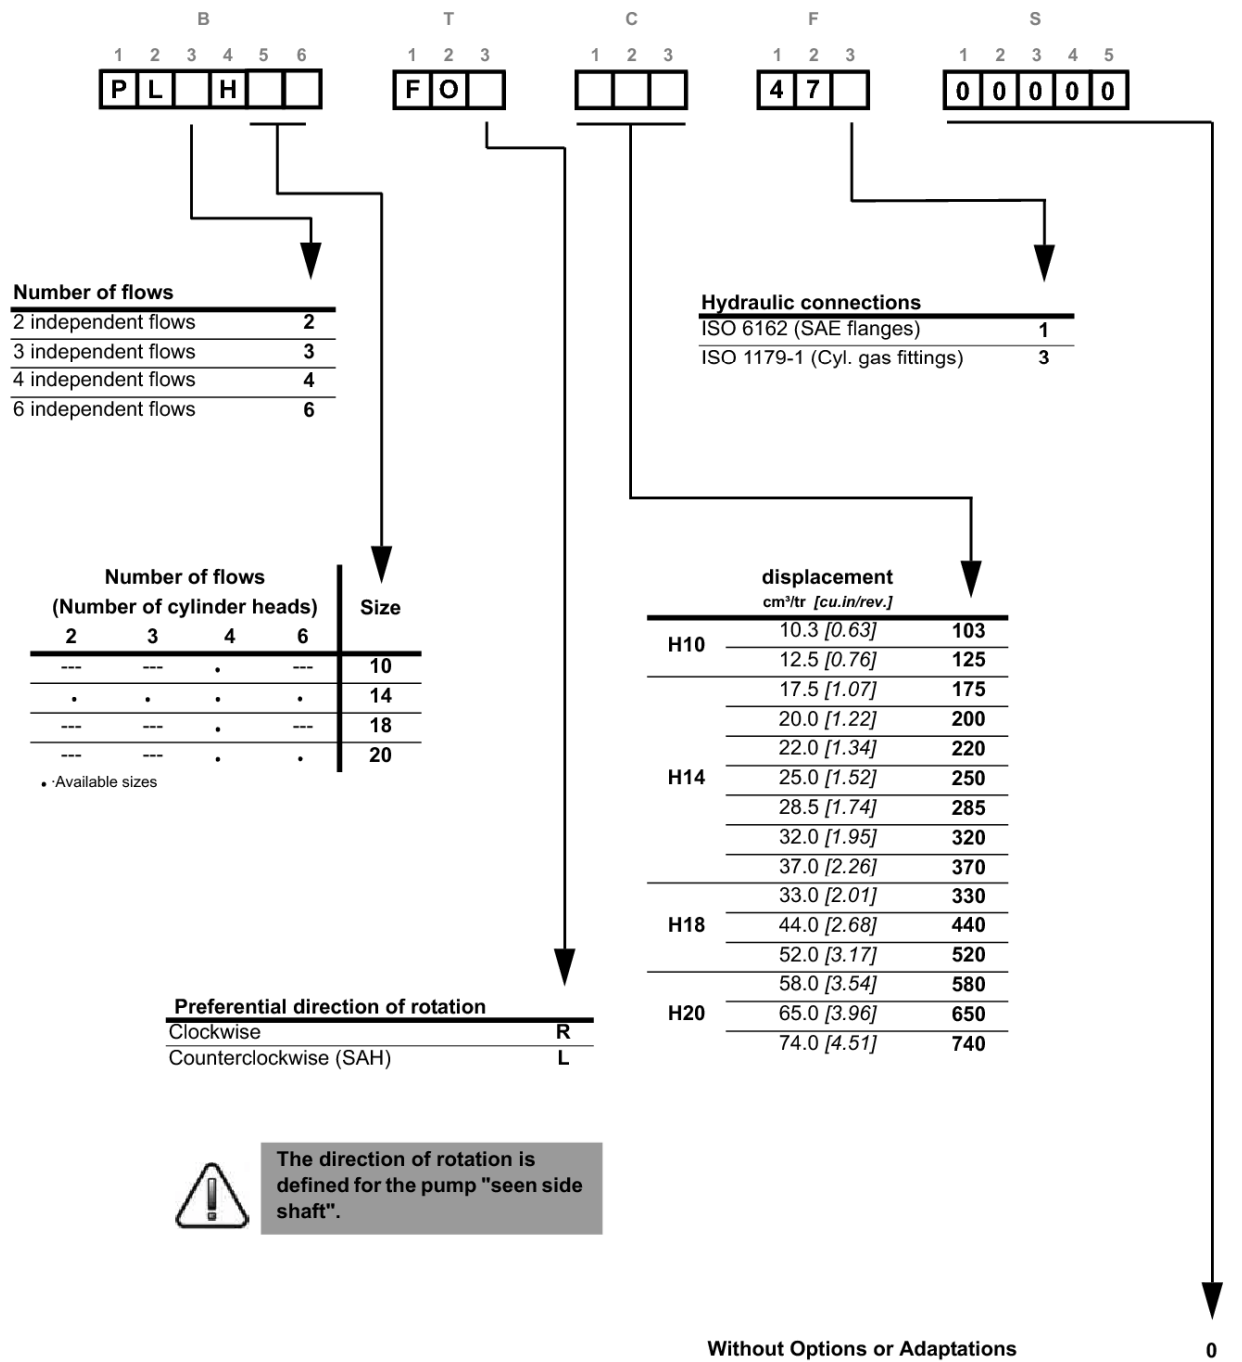 B T C F S
1 2 3 4 5 6 1 2 3 1 2 3 1 2 3 1 2 3 4 5
P L H F O 4 7 0 0 0 0 0
Number of flows
2 independent flows 2
3 independent flows 3
4 independent flows 4
6 independent flows 6
Hydraulic connections
ISO 6162 (SAE flanges) 1
ISO 1179-1 (Cyl. gas fittings) 3
Number of flows
(Number of cylinder heads) Size
2 3 4 6
--- --- • --- 10
• • • • 14
--- --- • --- 18
--- --- • • 20
• ·Available sizes
displacement
cm³/tr [cu.in/rev.]
H10 10.3 [0.63] 103
12.5 [0.76] 125
H14 17.5 [1.07] 175
20.0 [1.22] 200
22.0 [1.34] 220
25.0 [1.52] 250
28.5 [1.74] 285
32.0 [1.95] 320
37.0 [2.26] 370
H18 33.0 [2.01] 330
44.0 [2.68] 440
52.0 [3.17] 520
H20 58.0 [3.54] 580
65.0 [3.96] 650
74.0 [4.51] 740
Preferential direction of rotation
Clockwise R
Counterclockwise (SAH) L
The direction of rotation is
defined for the pump "seen side
shaft".
Without Options or Adaptations 0